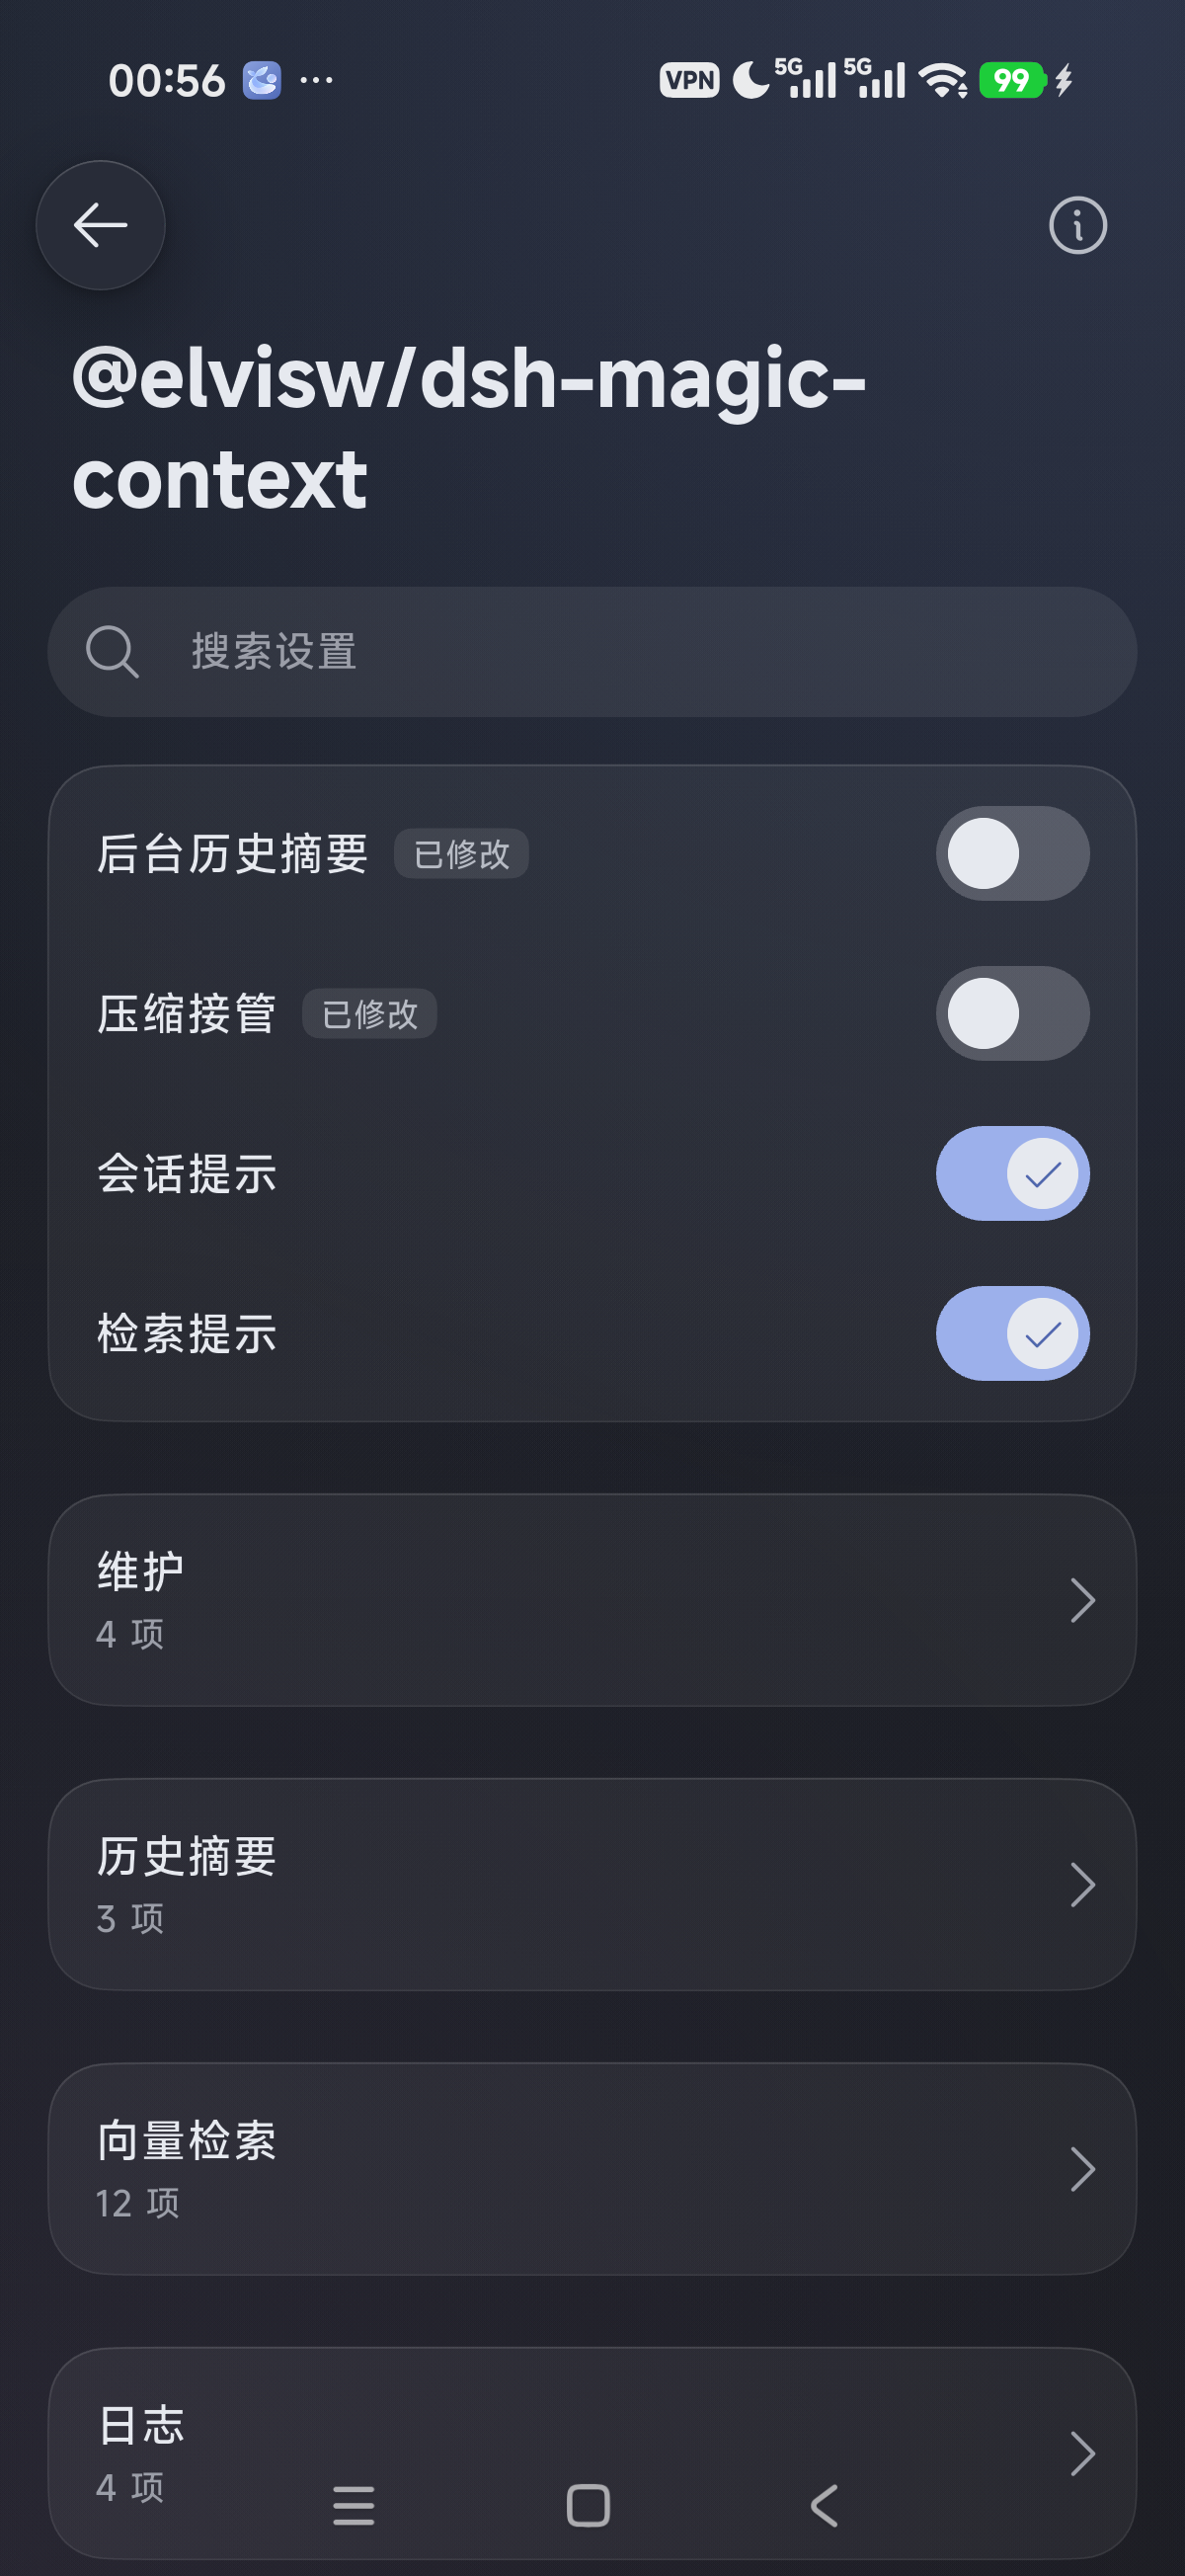 00:56 ... VPN 5G 5G 99
@elvisw/dsh-magic-
context
搜索设置
后台历史摘要 已修改
压缩接管 已修改
会话提示
检索提示
维护
4 项
历史摘要
3 项
向量检索
12 项
日志
4 项